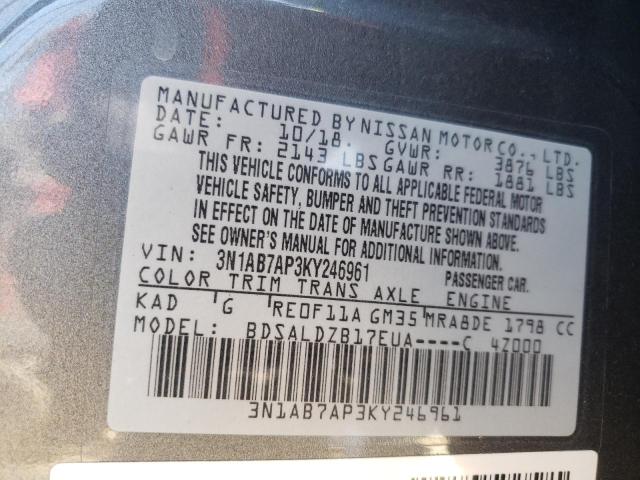 MANUFACTURED BY NISSAN MOTOR CO., LTD.
DATE: 10/18 GVWR: 3876 LBS
GAWR FR: 2143 LBS GAWR RR: 1881 LBS
THIS VEHICLE CONFORMS TO ALL APPLICABLE FEDERAL MOTOR
VEHICLE SAFETY, BUMPER AND THEFT PREVENTION STANDARDS
IN EFFECT ON THE DATE OF MANUFACTURE SHOWN ABOVE.
SEE OWNER'S MANUAL FOR ADDITIONAL INFORMATION.
VIN: 3N1AB7AP3KY246961 PASSENGER CAR.
COLOR TRIM TRANS AXLE ENGINE
KAD G RE0F11A GM35 MRA8DE 1798 CC
MODEL: BDSALDZB17EUA----C 4Z000
3N1AB7AP3KY246961